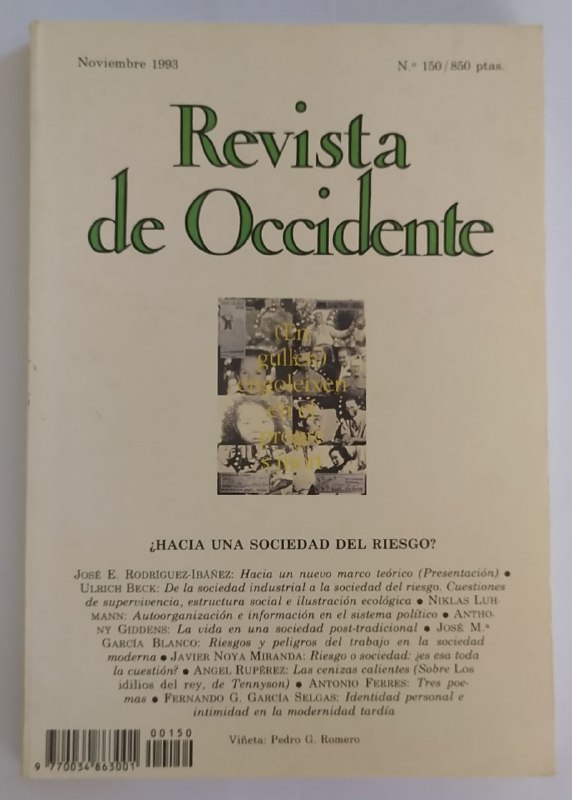 Noviembre 1993
N.º 150/850 ptas.
Revista
de Occidente
(En
en el
¿HACIA UNA SOCIEDAD DEL RIESGO?
JOSÉ E. RODRÍGUEZ-IBÁÑEZ: Hacia un nuevo marco teórico (Presentación) ●
ULRICH BECK: De la sociedad industrial a la sociedad del riesgo. Cuestiones
de supervivencia, estructura social e ilustración ecológica ● NIKLAS LUH-
MANN: Autoorganización e información en el sistema político ● ANTHO-
NY GIDDENS: La vida en una sociedad post-tradicional ● JOSÉ M.ª
GARCÍA BLANCO: Riesgos y peligros del trabajo en la sociedad
moderna ● JAVIER NOYA MIRANDA: Riesgo o sociedad: ¿es esa toda
la cuestión? ● ANGEL RUPÉREZ: Las cenizas calientes (Sobre Los
idilios del rey, de Tennyson) ● ANTONIO FERRES: Tres poe-
mas ● FERNANDO G. GARCÍA SELGAS: Identidad personal e
intimidad en la modernidad tardía
00150
9 770034 863001
Viñeta: Pedro G. Romero